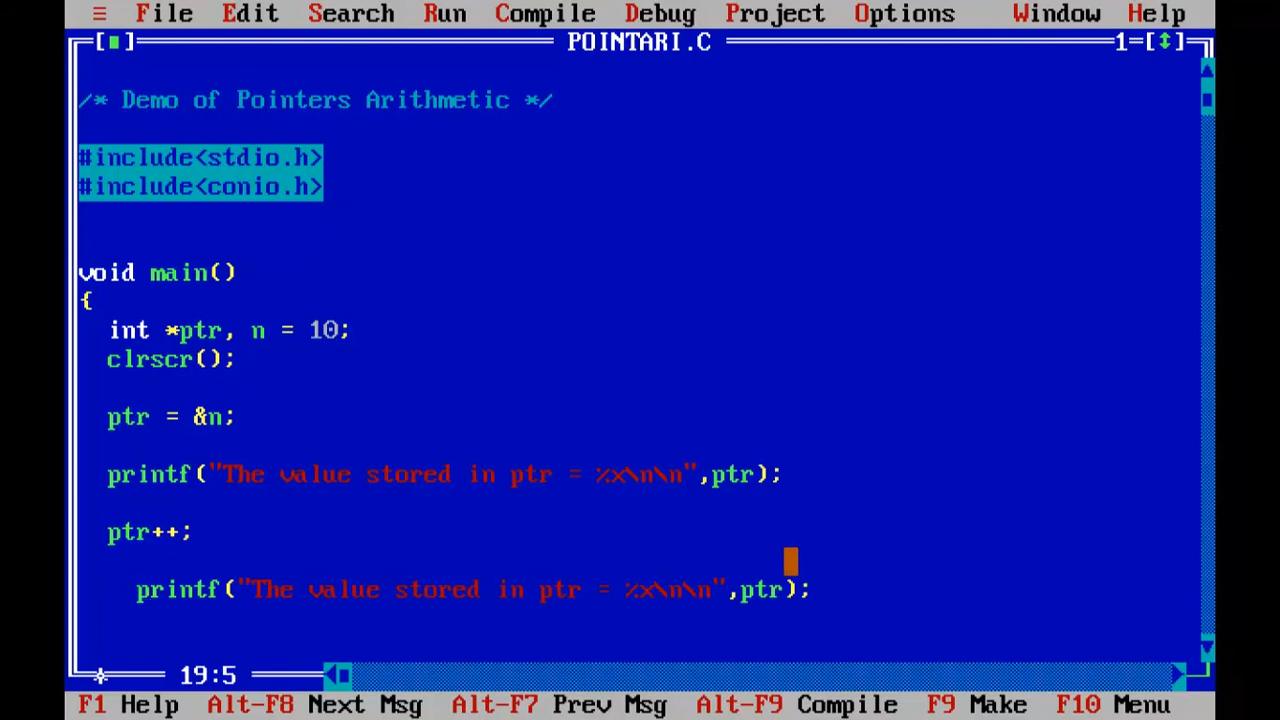 ≡ File Edit Search Run Compile Debug Project Options Window Help
[■] POINTARI.C 1=[↕]
/* Demo of Pointers Arithmetic */
#include<stdio.h>
#include<conio.h>
void main()
{
int *ptr, n = 10;
clrscr();
ptr = &n;
printf("The value stored in ptr = %x\n\n",ptr);
ptr++;
printf("The value stored in ptr = %x\n\n",ptr);
* 19:5
F1 Help Alt-F8 Next Msg Alt-F7 Prev Msg Alt-F9 Compile F9 Make F10 Menu